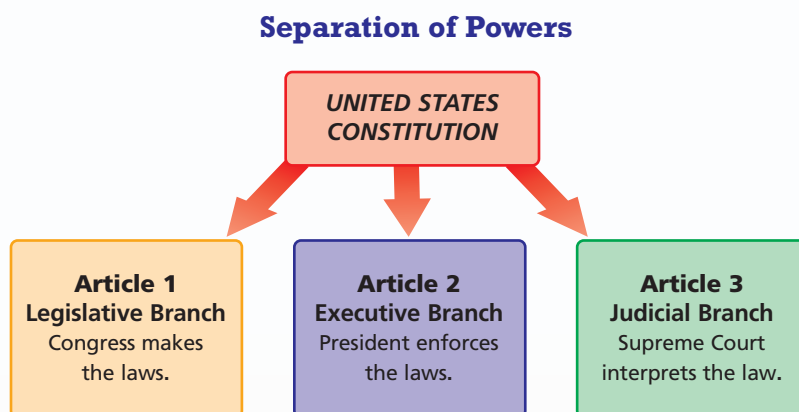 Separation of Powers
UNITED STATES
CONSTITUTION
Article 1
Legislative Branch
Congress makes
the laws.
Article 2
Executive Branch
President enforces
the laws.
Article 3
Judicial Branch
Supreme Court
interprets the law.